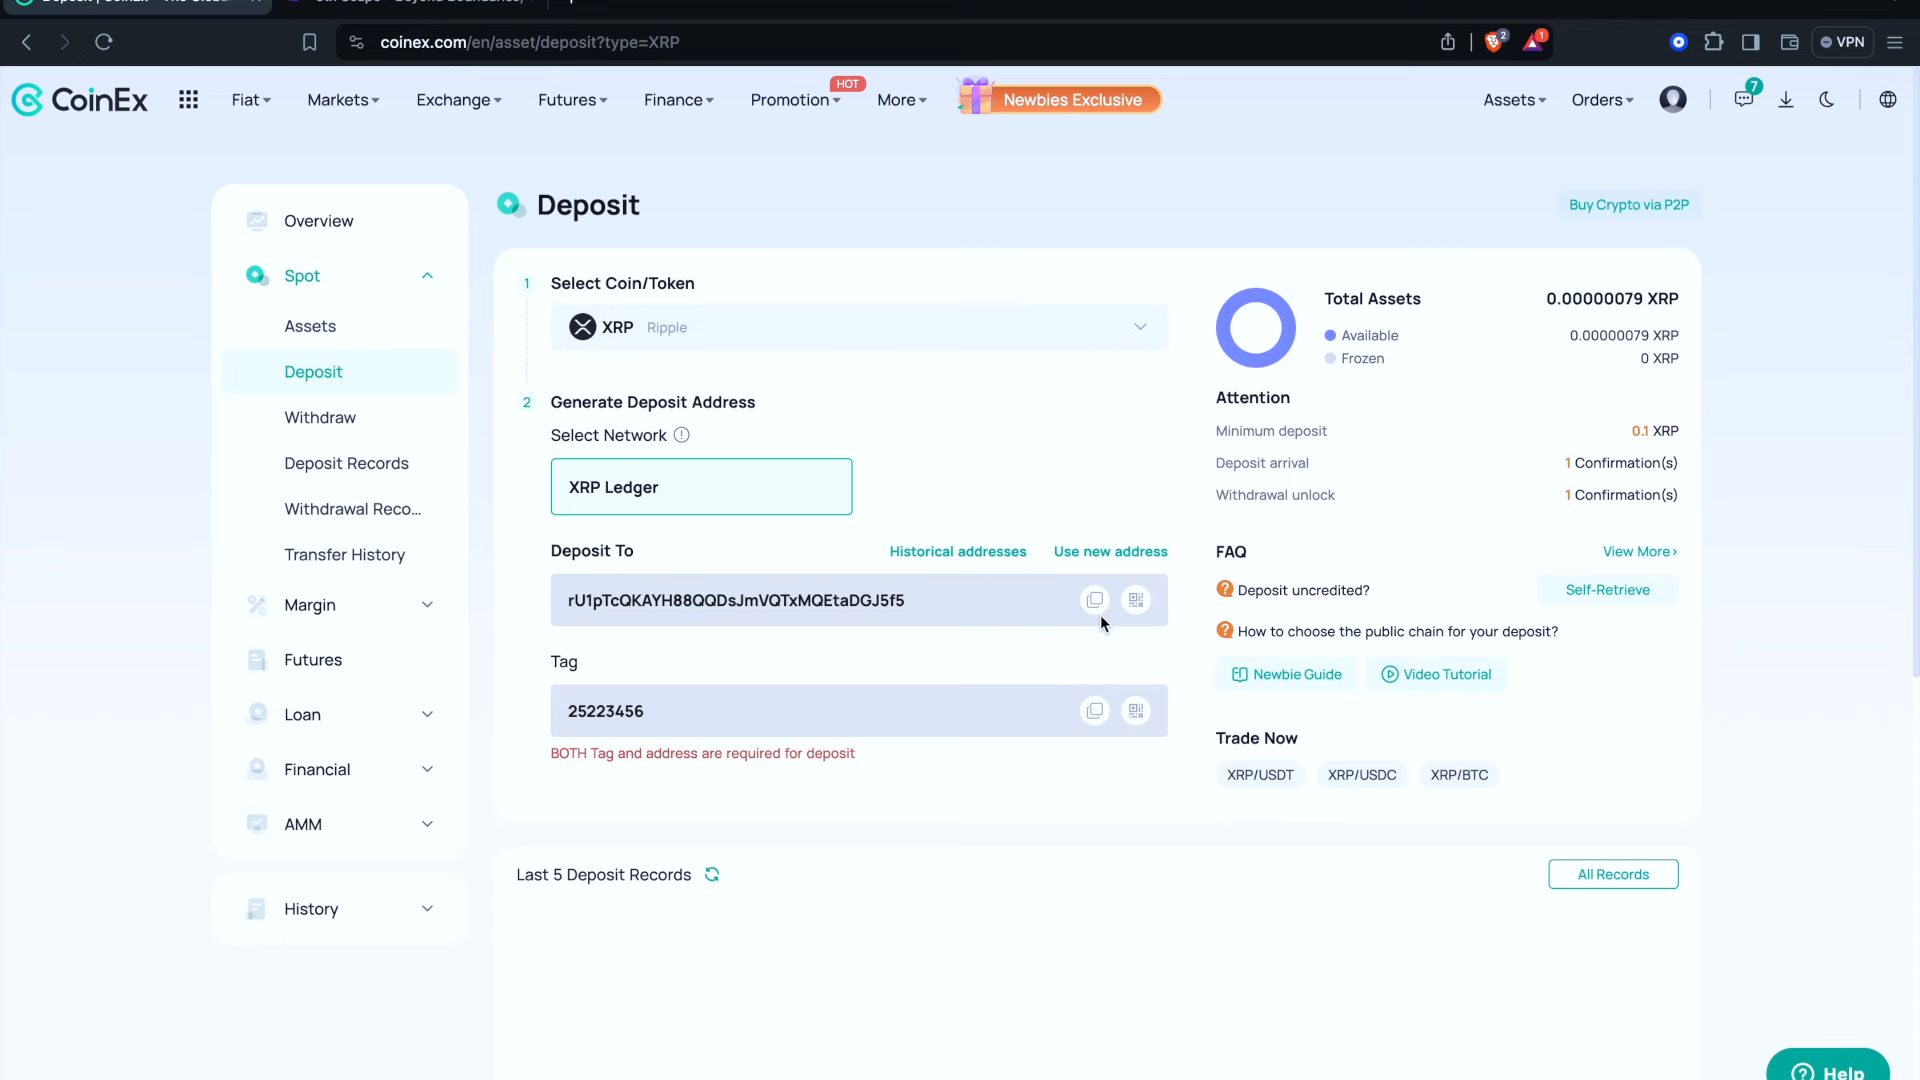 coinex.com/en/asset/deposit?type=XRP
2
1
VPN
CoinEx
Fiat
Markets
Exchange
Futures
Finance
Promotion
HOT
More
Newbies Exclusive
Assets
Orders
7
Overview
Spot
Assets
Deposit
Withdraw
Deposit Records
Withdrawal Reco...
Transfer History
Margin
Futures
Loan
Financial
AMM
History
Deposit
Buy Crypto via P2P
1 Select Coin/Token
XRP Ripple
2 Generate Deposit Address
Select Network
XRP Ledger
Deposit To Historical addresses Use new address
rU1pTcQKAYH88QQDsJmVQTxMQEtaDGJ5f5
Tag
25223456
BOTH Tag and address are required for deposit
Total Assets 0.00000079 XRP
Available 0.00000079 XRP
Frozen 0 XRP
Attention
Minimum deposit 0.1 XRP
Deposit arrival 1 Confirmation(s)
Withdrawal unlock 1 Confirmation(s)
FAQ View More›
Deposit uncredited? Self-Retrieve
How to choose the public chain for your deposit?
Newbie Guide Video Tutorial
Trade Now
XRP/USDT XRP/USDC XRP/BTC
Last 5 Deposit Records All Records
Help